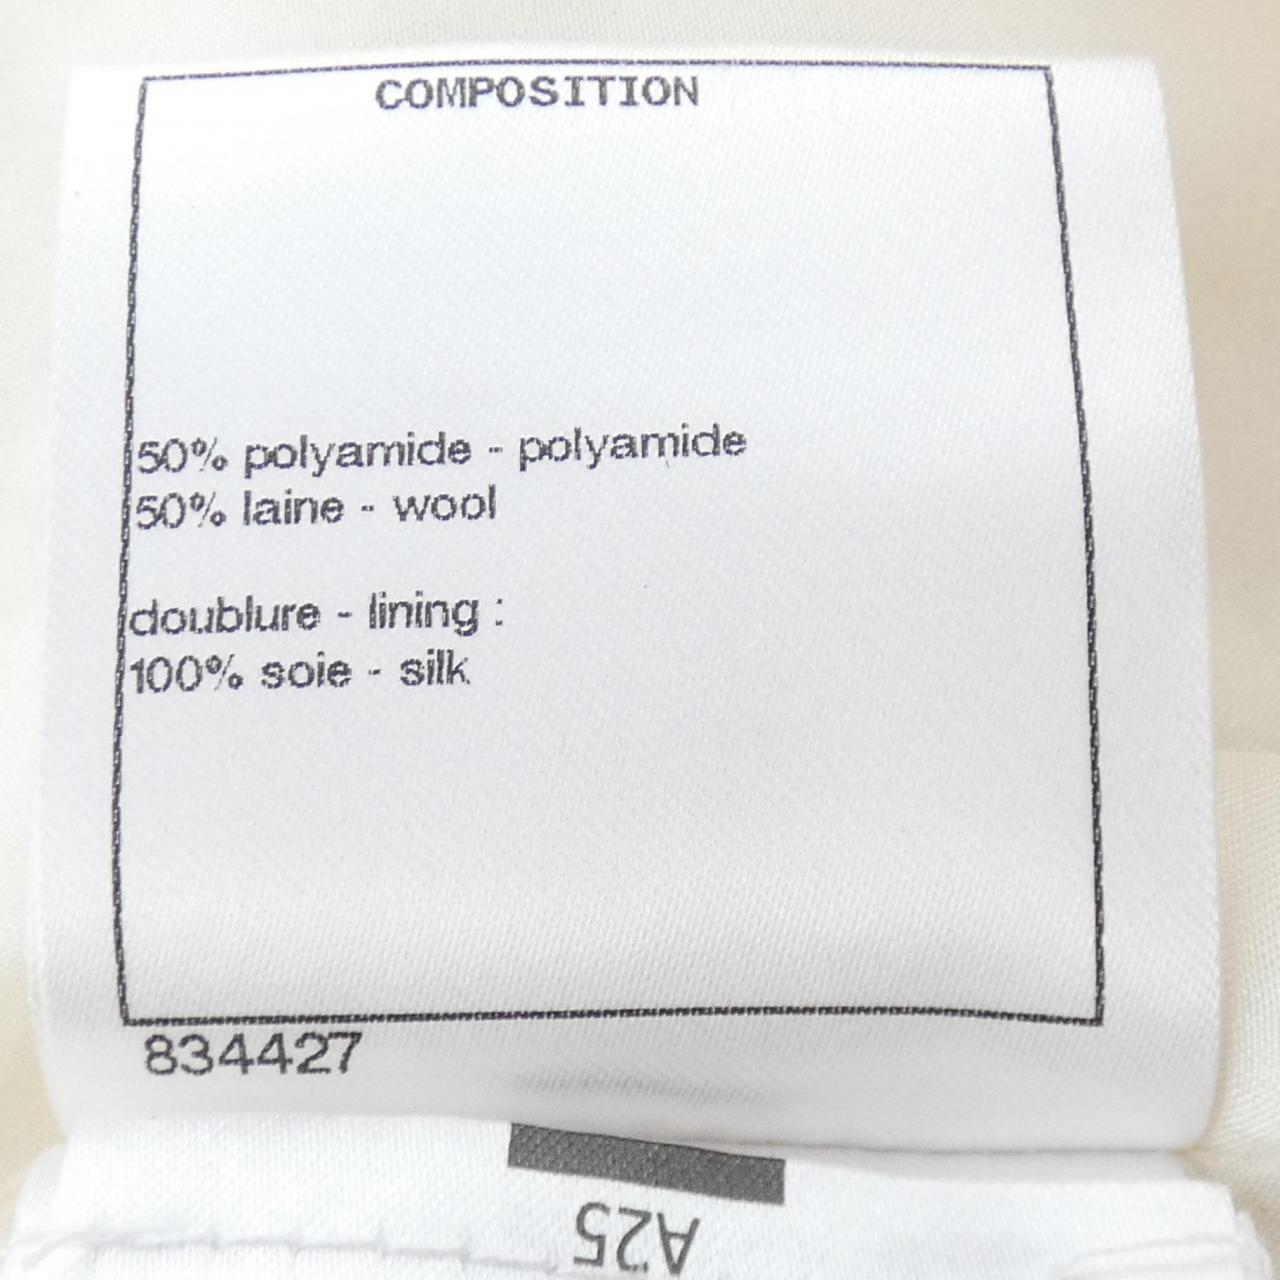 COMPOSITION
50% polyamide - polyamide
50% laine - wool
doublure - lining :
100% soie - silk
834427
A25